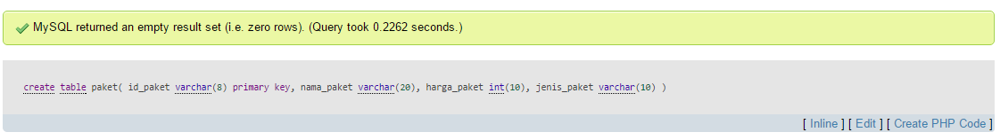 MySQL returned an empty result set (i.e. zero rows). (Query took 0.2262 seconds.)
create table paket( id_paket varchar(8) primary key, nama_paket varchar(20), harga_paket int(10), jenis_paket varchar(10) )
[ Inline ] [ Edit ] [ Create PHP Code ]